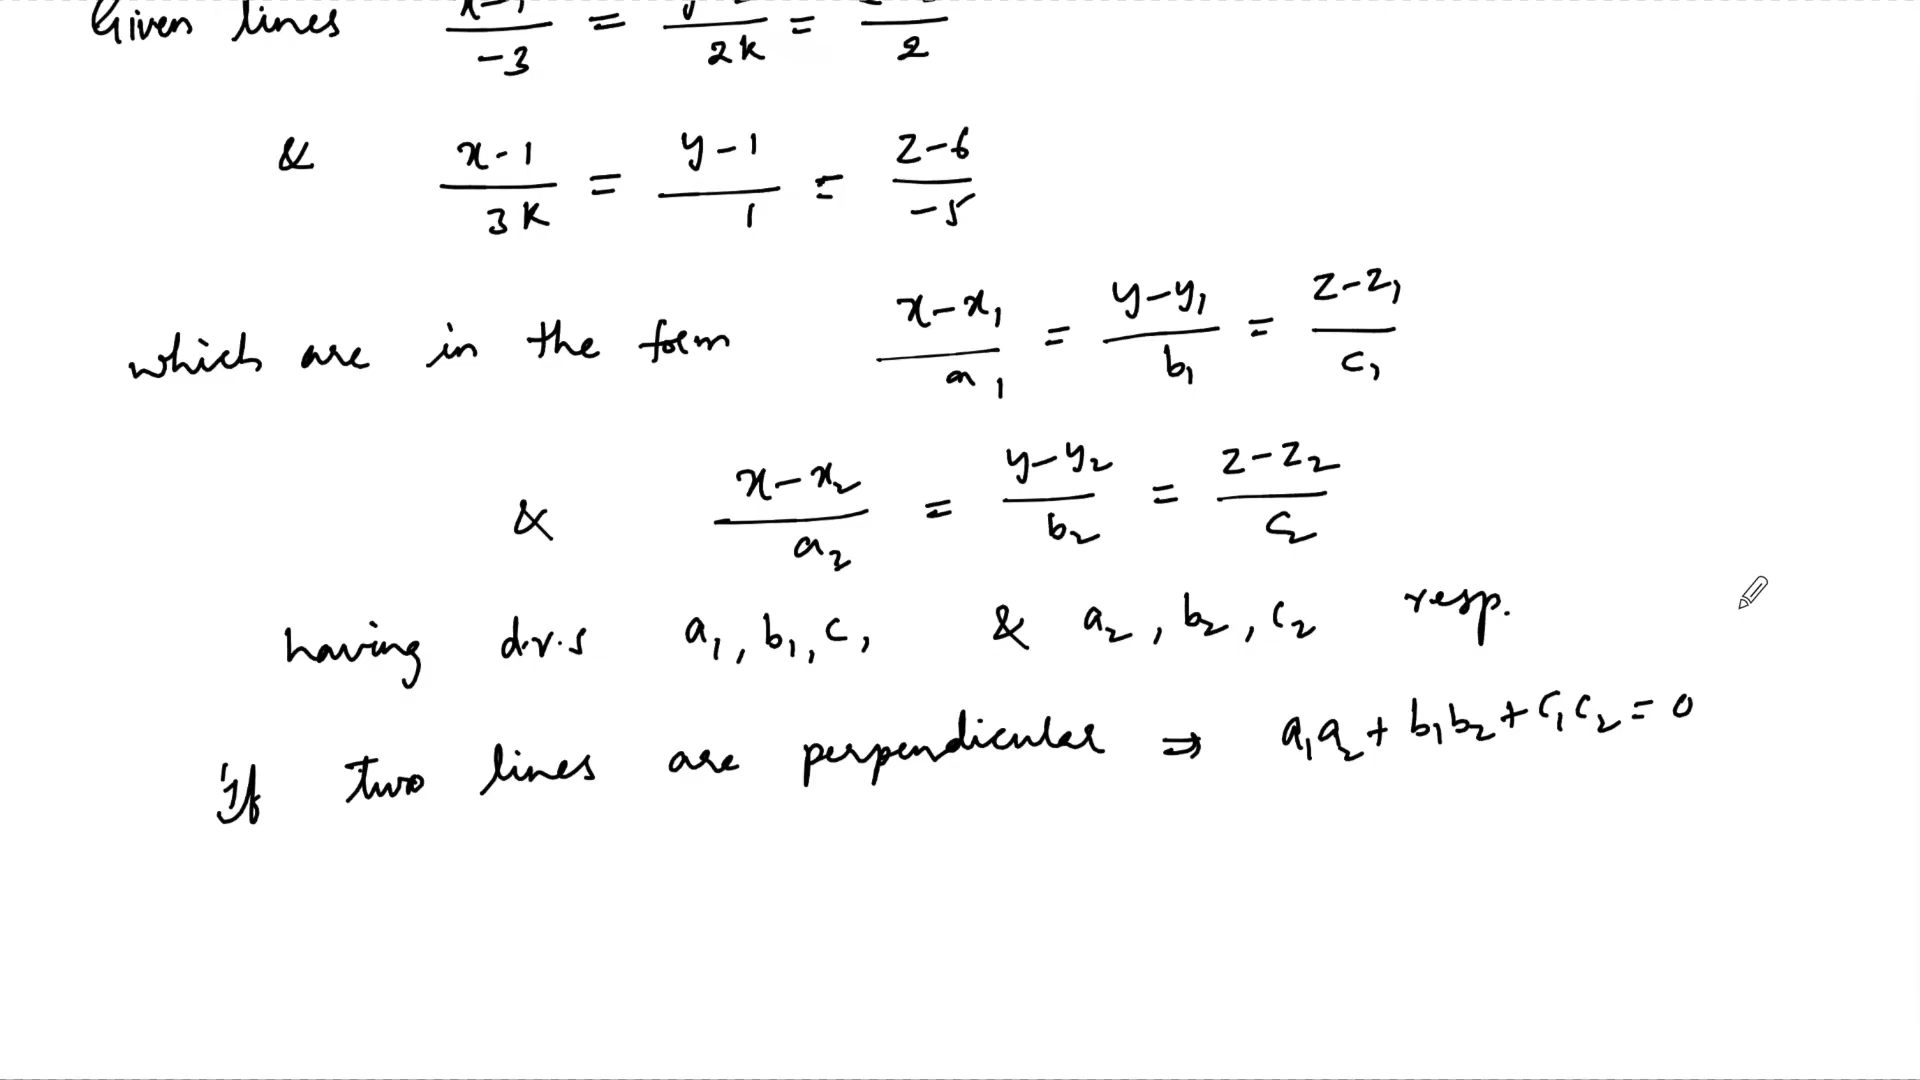 Given lines x-1/-3 = /2k = /2
& x-1/3k = y-1/1 = z-6/-5
which are in the form x-x₁/a₁ = y-y₁/b₁ = z-z₁/c₁
& x-x₂/a₂ = y-y₂/b₂ = z-z₂/c₂
having d.r.s a₁, b₁, c₁ & a₂, b₂, c₂ resp.
If two lines are perpendicular ⇒ a₁a₂ + b₁b₂ + c₁c₂ = 0